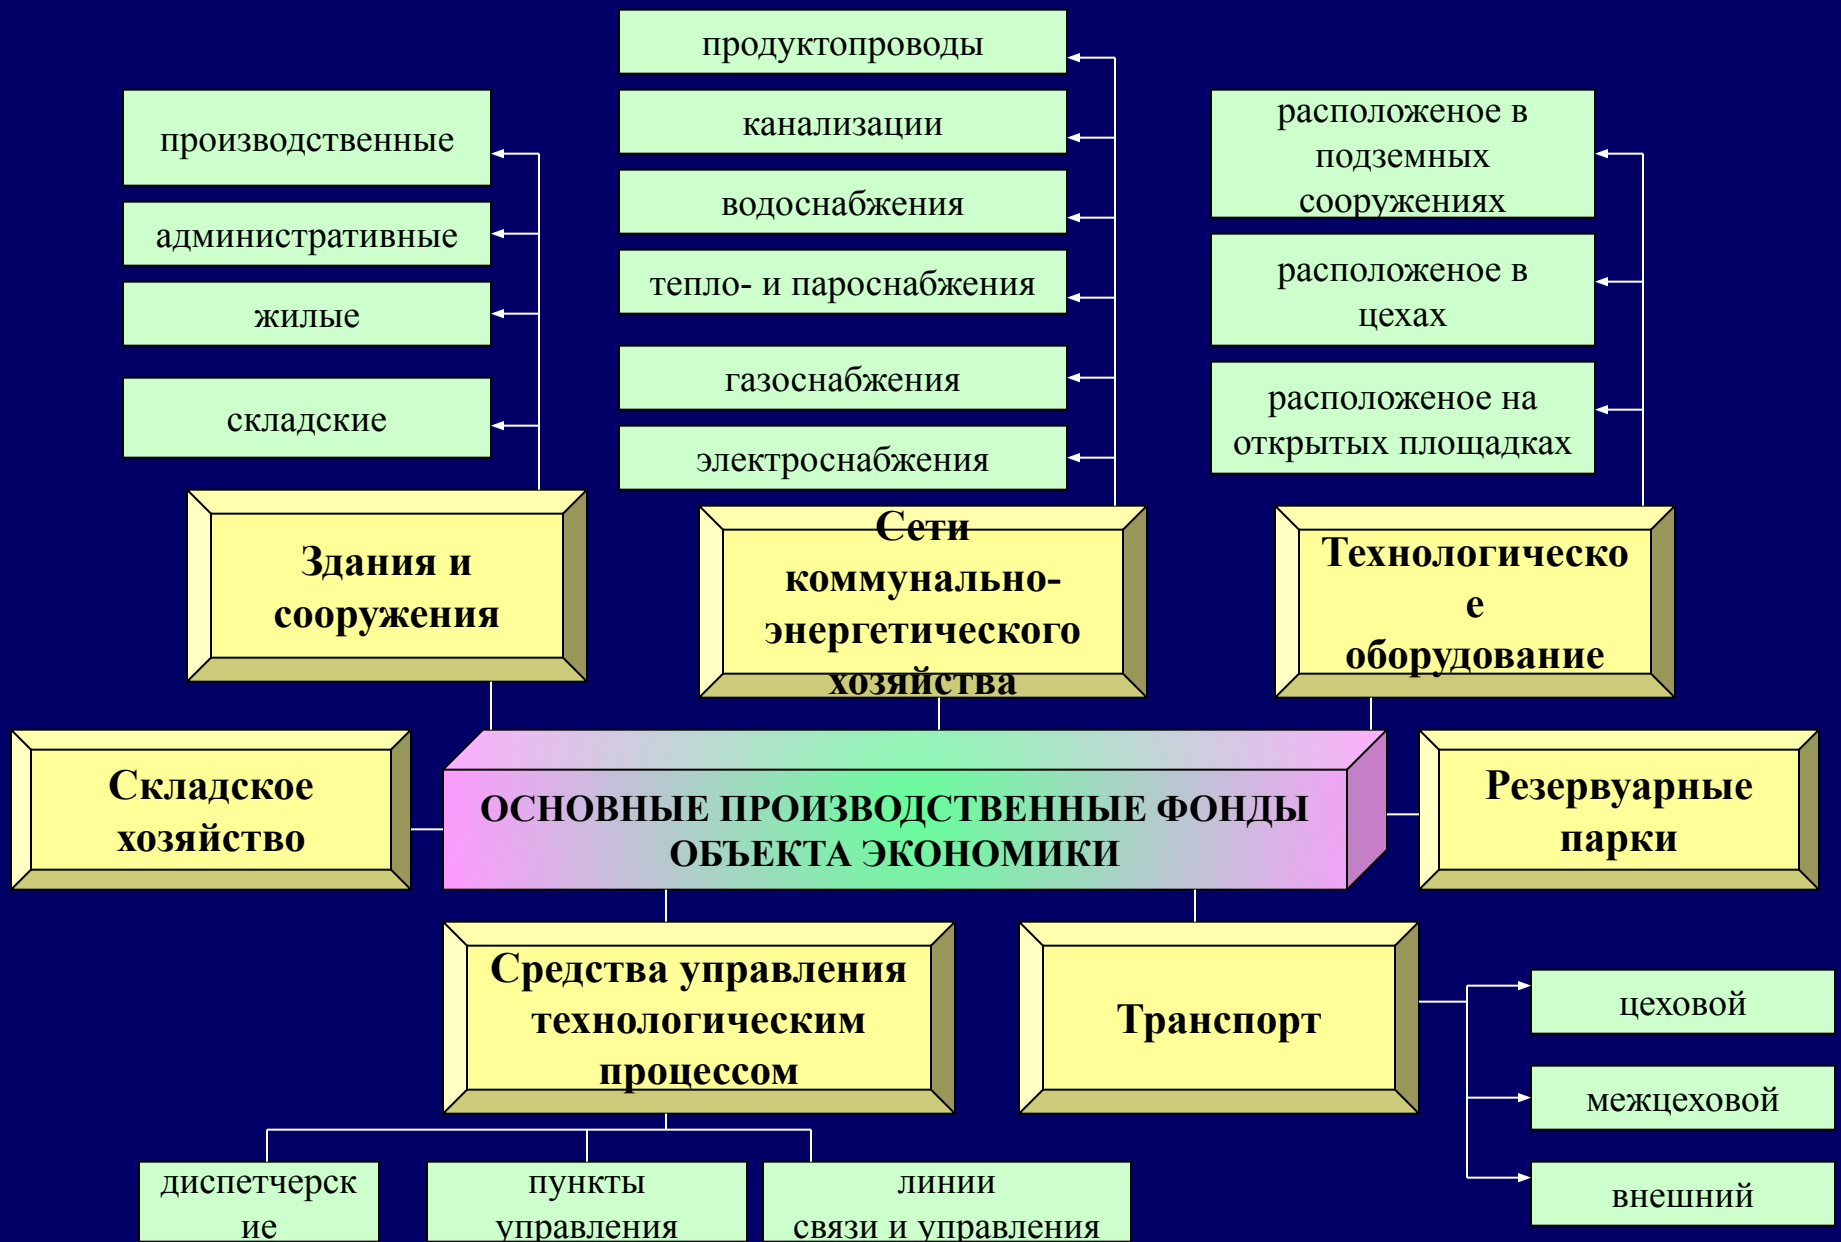 продуктопроводы
канализации
водоснабжения
тепло- и пароснабжения
газоснабжения
электроснабжения
производственные
административные
жилые
складские
расположеное в
подземных
сооружениях
расположеное в
цехах
расположеное на
открытых площадках
Здания и
сооружения
Сети
коммунально-
энергетического
хозяйства
Технологическо
е
оборудование
Складское
хозяйство
ОСНОВНЫЕ ПРОИЗВОДСТВЕННЫЕ ФОНДЫ
ОБЪЕКТА ЭКОНОМИКИ
Резервуарные
парки
Средства управления
технологическим
процессом
Транспорт
цеховой
межцеховой
внешний
диспетчерск
ие
пункты
управления
линии
связи и управления